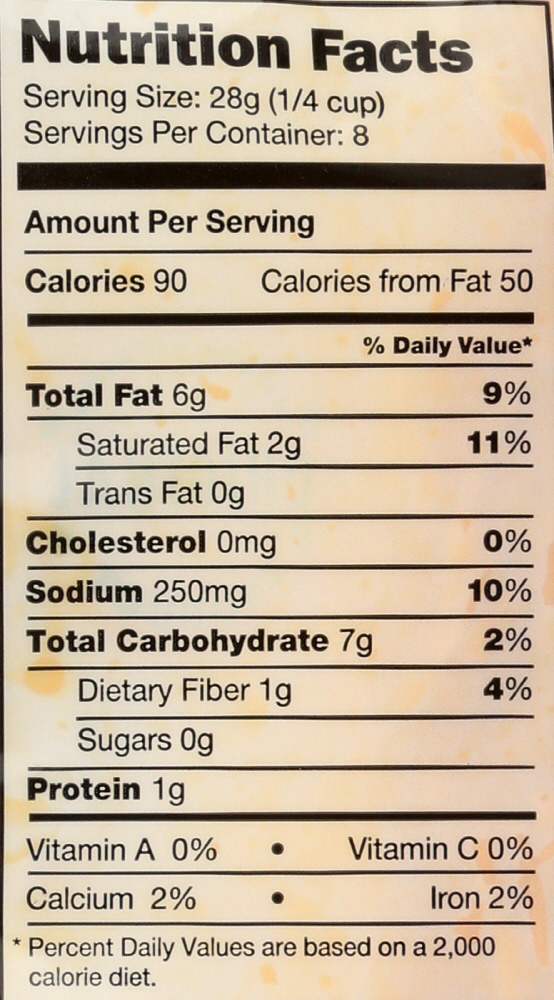 Nutrition Facts
Serving Size: 28g (1/4 cup)
Servings Per Container: 8
Amount Per Serving
Calories 90 Calories from Fat 50
% Daily Value*
Total Fat 6g 9%
Saturated Fat 2g 11%
Trans Fat 0g
Cholesterol 0mg 0%
Sodium 250mg 10%
Total Carbohydrate 7g 2%
Dietary Fiber 1g 4%
Sugars 0g
Protein 1g
Vitamin A 0% • Vitamin C 0%
Calcium 2% • Iron 2%
* Percent Daily Values are based on a 2,000
calorie diet.